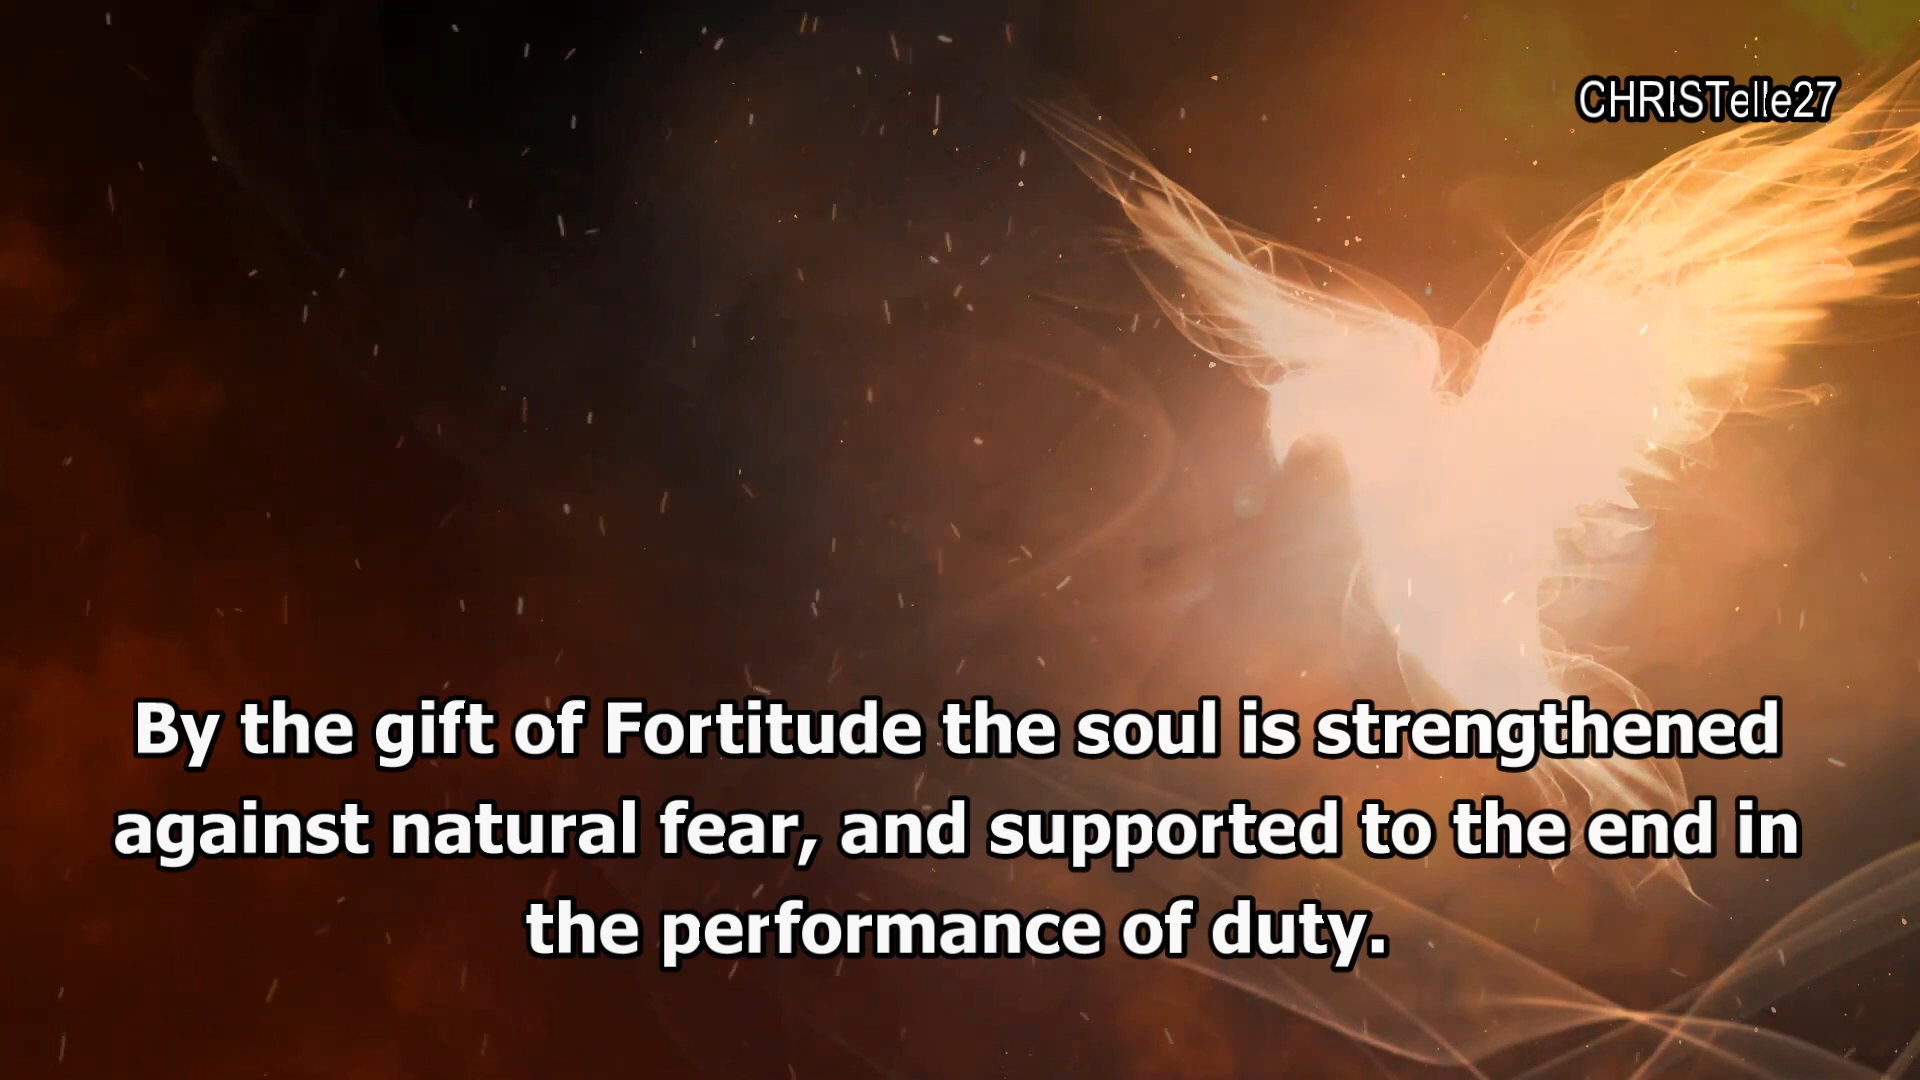 CHRISTelle27
By the gift of Fortitude the soul is strengthened
against natural fear, and supported to the end in
the performance of duty.